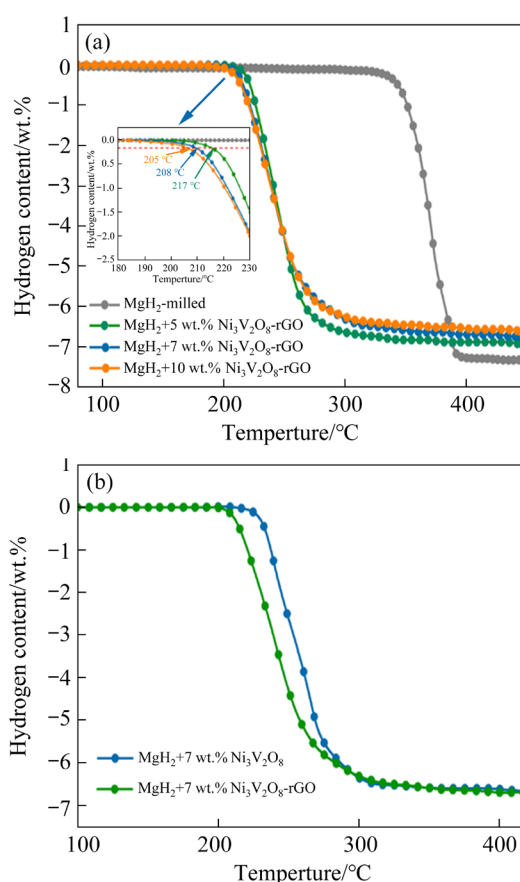 (a)
1
0
−1
−2
−3
−4
−5
−6
−7
−8
Hydrogen content/wt.%
0.0
−0.5
−1.0
−1.5
−2.0
−2.5
Hydrogen content/wt.%
205 °C
208 °C
217 °C
180 190 200 210 220 230
Temperture/°C
MgH₂-milled
MgH₂+5 wt.% Ni₃V₂O₈-rGO
MgH₂+7 wt.% Ni₃V₂O₈-rGO
MgH₂+10 wt.% Ni₃V₂O₈-rGO
100 200 300 400
Temperture/°C
(b)
1
0
−1
−2
−3
−4
−5
−6
−7
Hydrogen content/wt.%
MgH₂+7 wt.% Ni₃V₂O₈
MgH₂+7 wt.% Ni₃V₂O₈-rGO
100 200 300 400
Temperture/°C